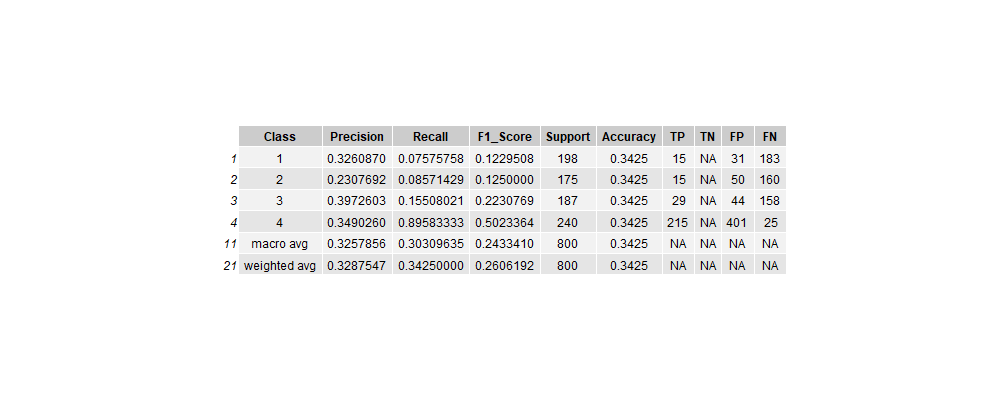 Class Precision Recall F1_Score Support Accuracy TP TN FP FN
1 1 0.3260870 0.07575758 0.1229508 198 0.3425 15 NA 31 183
2 2 0.2307692 0.08571429 0.1250000 175 0.3425 15 NA 50 160
3 3 0.3972603 0.15508021 0.2230769 187 0.3425 29 NA 44 158
4 4 0.3490260 0.89583333 0.5023364 240 0.3425 215 NA 401 25
11 macro avg 0.3257856 0.30309635 0.2433410 800 0.3425 NA NA NA NA
21 weighted avg 0.3287547 0.34250000 0.2606192 800 0.3425 NA NA NA NA